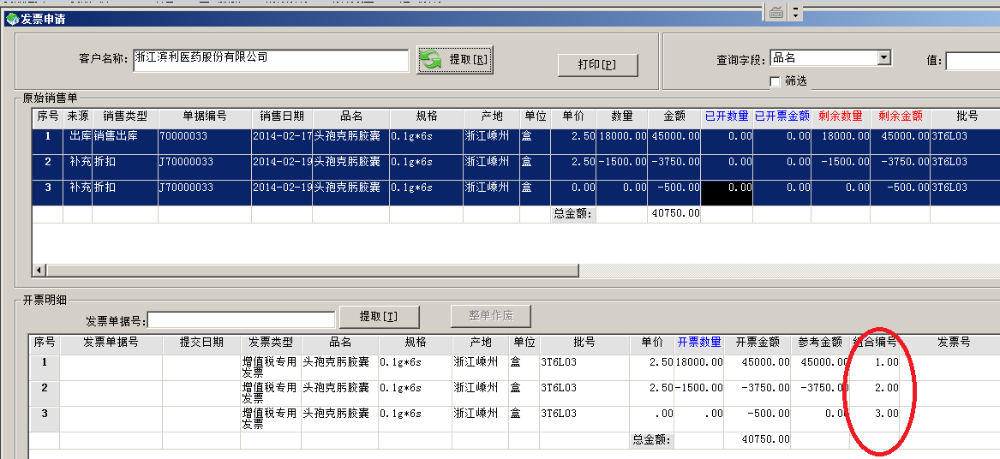 发票申请
客户名称: 浙江滨利医药股份有限公司 提取[R] 打印[P] 查询字段: 品名 值:
筛选
原始销售单
序号 来源 销售类型 单据编号 销售日期 品名 规格 产地 单位 单价 数量 金额 已开数量 已开票金额 剩余数量 剩余金额 批号
1 出库 销售出库 70000033 2014-02-17 头孢克肟胶囊 0.1g*6s 浙江嵊州 盒 2.50 18000.00 45000.00 0.00 0.00 18000.00 45000.00 3T6L03
2 补充 折扣 J70000033 2014-02-19 头孢克肟胶囊 0.1g*6s 浙江嵊州 盒 2.50 -1500.00 -3750.00 0.00 0.00 -1500.00 -3750.00 3T6L03
3 补充 折扣 J70000033 2014-02-19 头孢克肟胶囊 0.1g*6s 浙江嵊州 盒 0.00 0.00 -500.00 0.00 0.00 0.00 -500.00 3T6L03
总金额: 40750.00
开票明细
发票单据号: 提取[T] 整单作废
序号 发票单据号 提交日期 发票类型 品名 规格 产地 单位 批号 单价 开票数量 开票金额 参考金额 组合编号 发票号
1 增值税专用发票 头孢克肟胶囊 0.1g*6s 浙江嵊州 盒 3T6L03 2.50 18000.00 45000.00 45000.00 1.00
2 增值税专用发票 头孢克肟胶囊 0.1g*6s 浙江嵊州 盒 3T6L03 2.50 -1500.00 -3750.00 -3750.00 2.00
3 增值税专用发票 头孢克肟胶囊 0.1g*6s 浙江嵊州 盒 3T6L03 .00 .00 -500.00 0.00 3.00
总金额: 40750.00